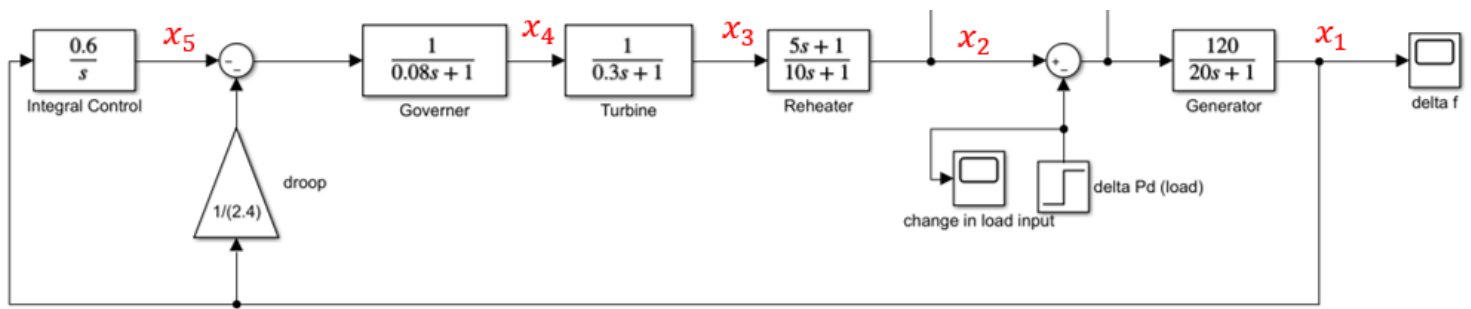 x₅
x₄
x₃
x₂
x₁
0.6
s
Integral Control
1
0.08s + 1
Governer
1
0.3s + 1
Turbine
5s + 1
10s + 1
Reheater
120
20s + 1
Generator
delta f
droop
1/(2.4)
delta Pd (load)
change in load input